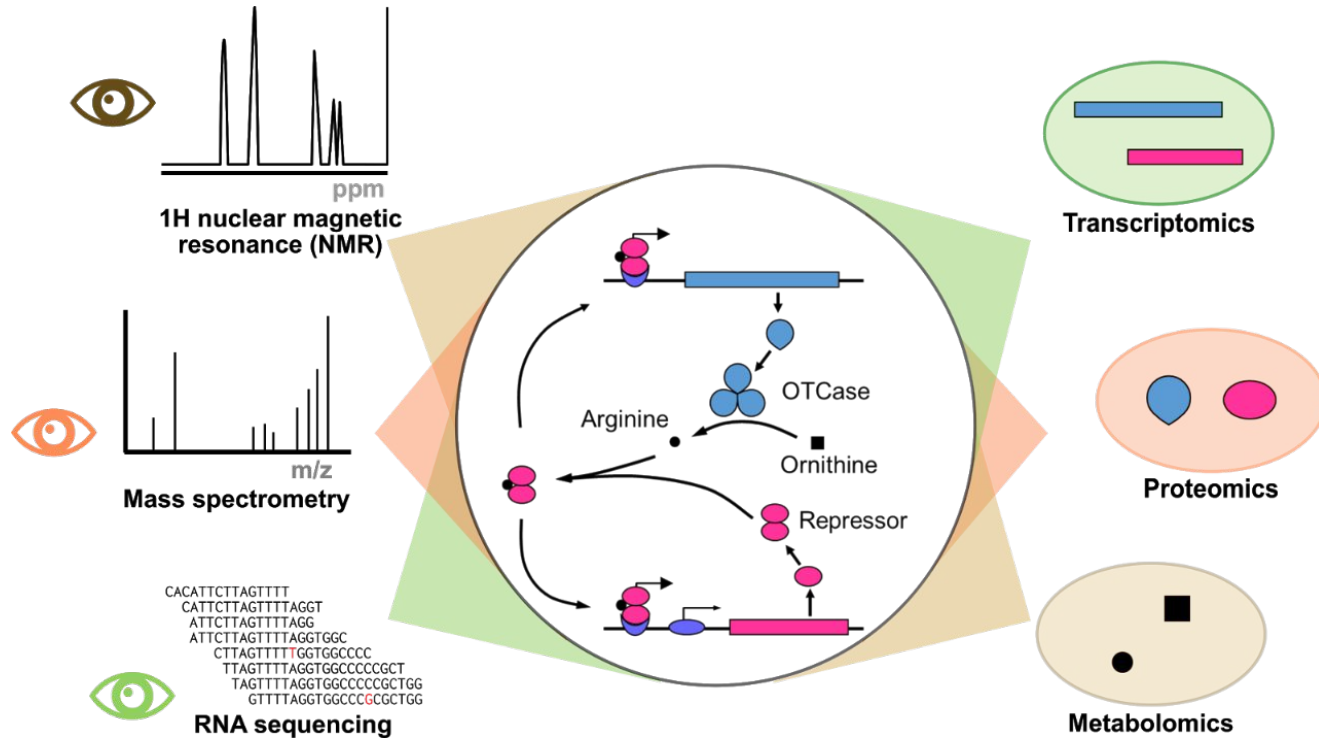 ppm
1H nuclear magnetic
resonance (NMR)
m/z
Mass spectrometry
CACATTCTTAGTTTT
CATTCTTAGTTTTAGGT
ATTCTTAGTTTTAGG
ATTCTTAGTTTTAGGTGGC
CTTAGTTTTTGGTGGCCCC
TTAGTTTTAGGTGGCCCCCGCT
TAGTTTTAGGTGGCCCCCGCTGG
GTTTTAGGTGGCCCGCGCTGG
RNA sequencing
OTCase
Arginine
Ornithine
Repressor
Transcriptomics
Proteomics
Metabolomics